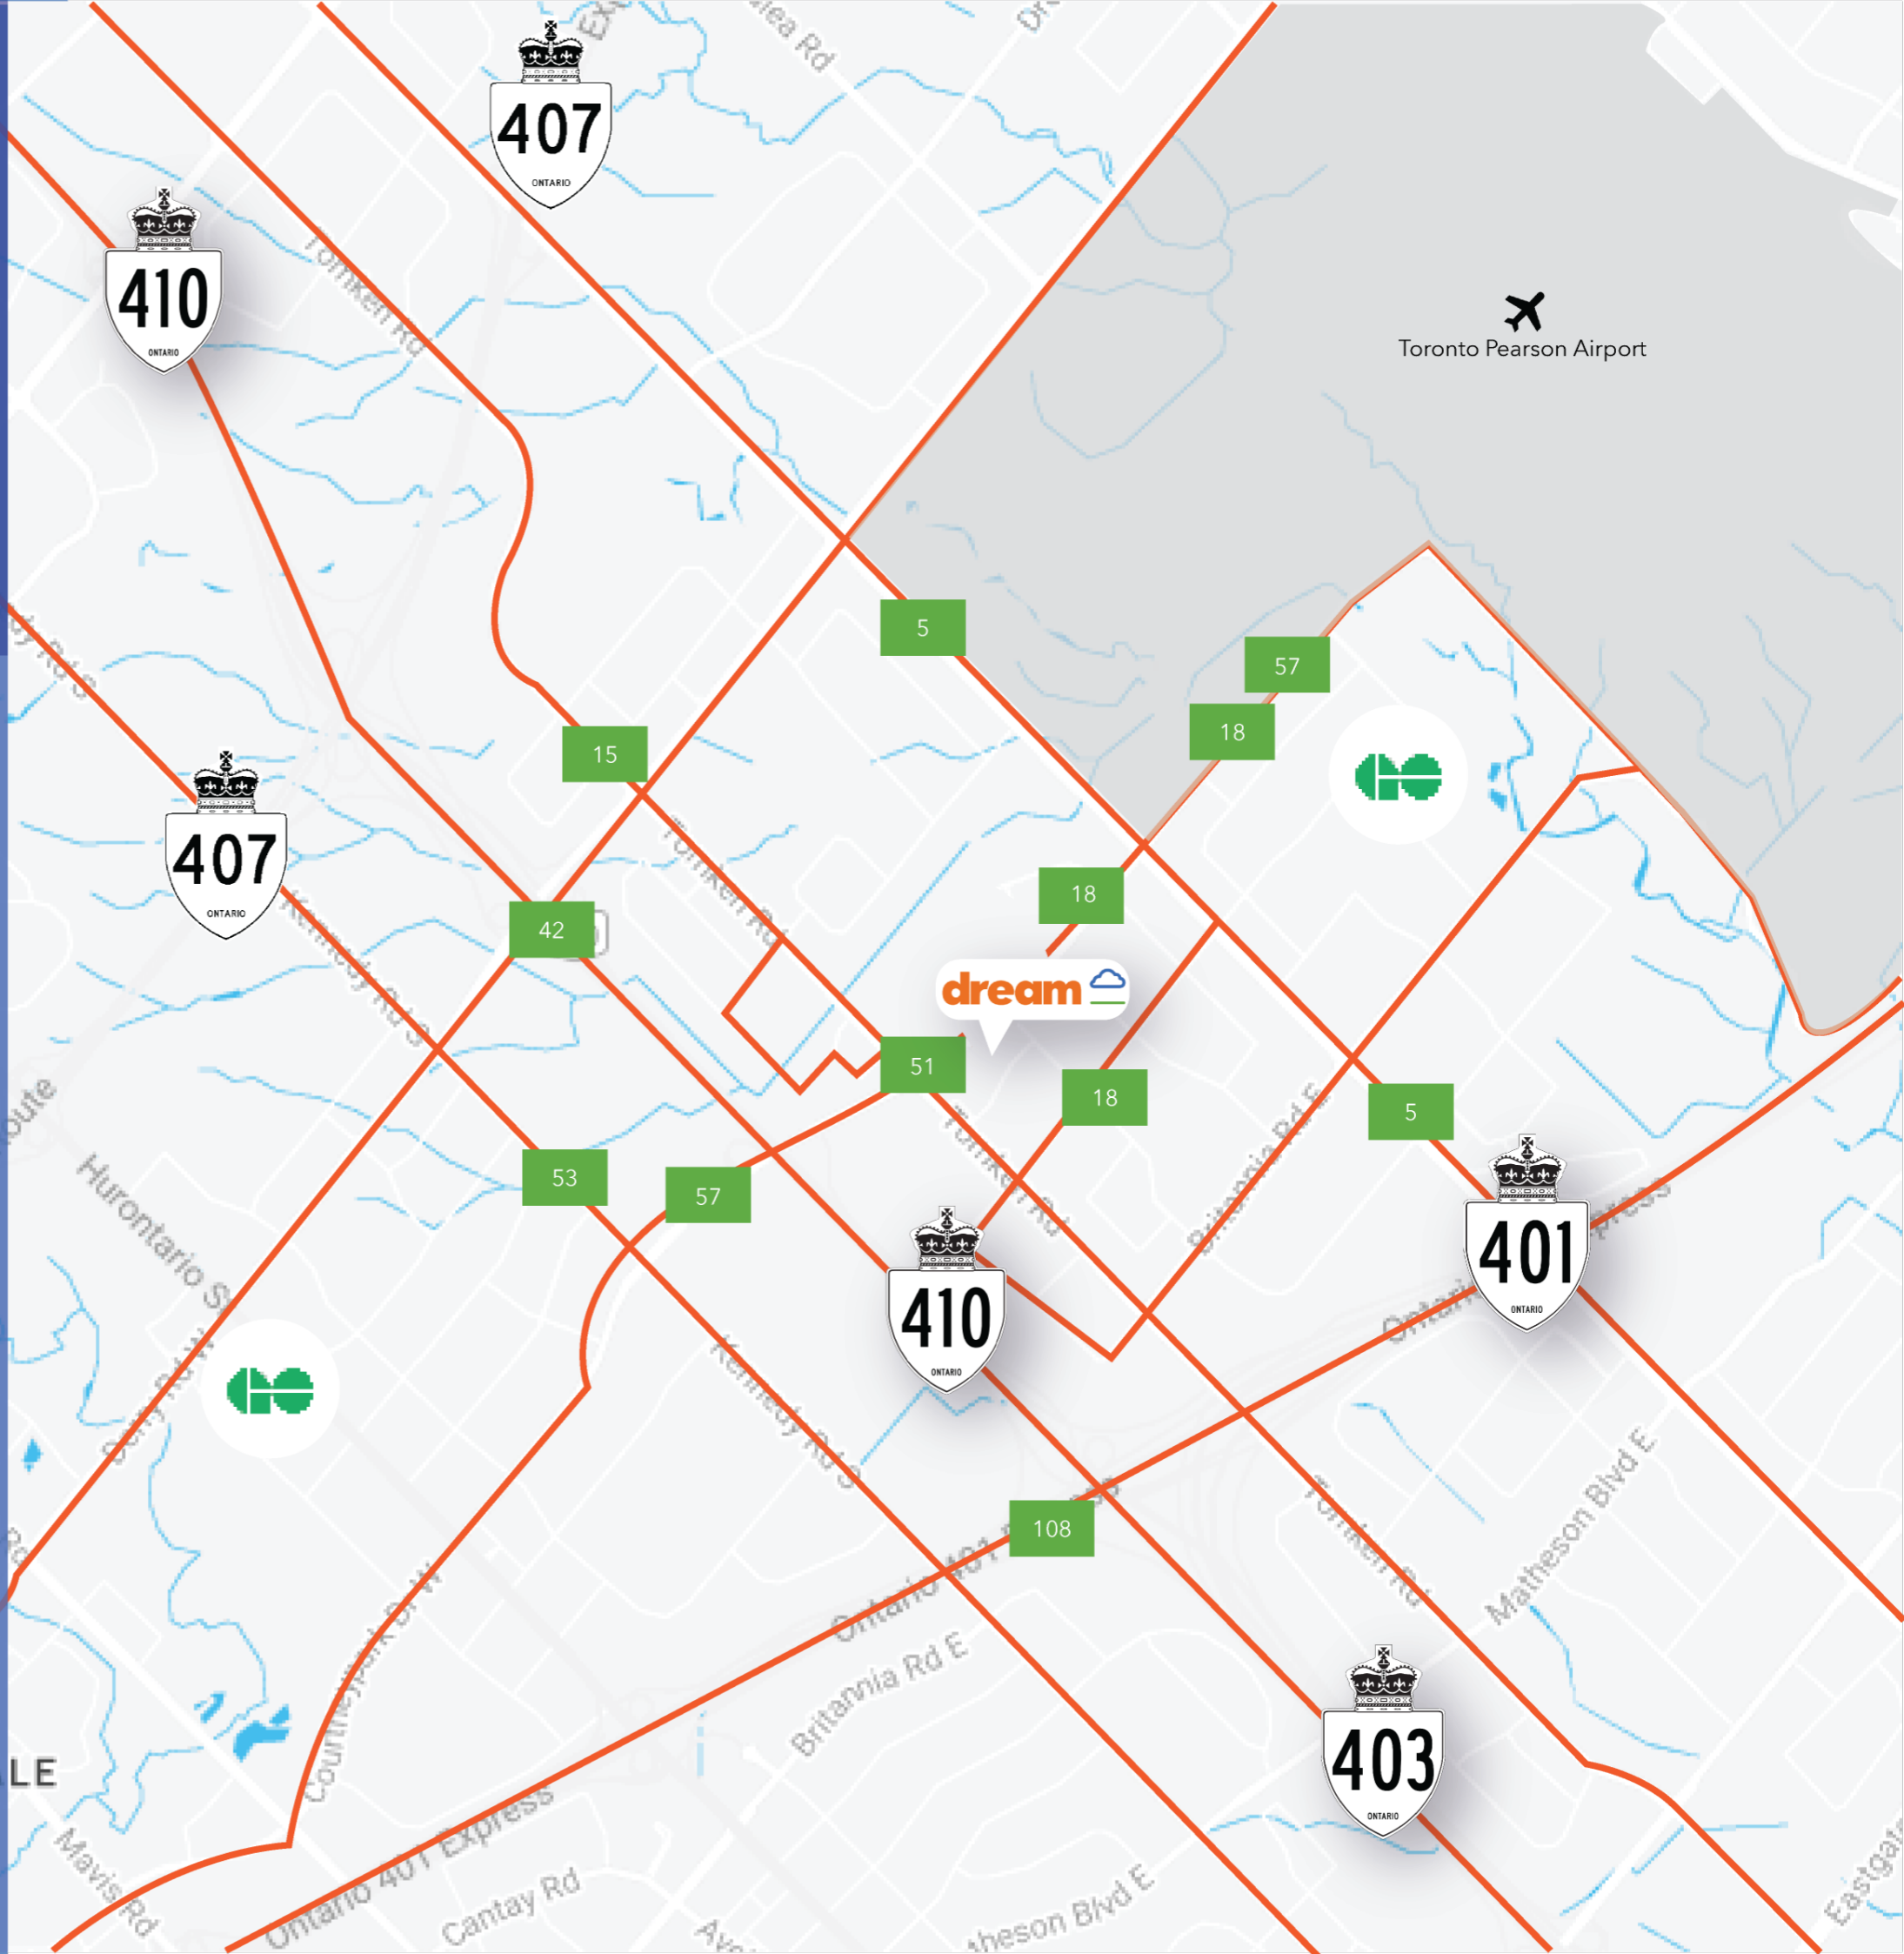 407
ONTARIO
410
ONTARIO
Tomken Rd
Toronto Pearson Airport
5
57
18
15
407
ONTARIO
Tomken Rd
18
42
Kennedy Rd S
dream
51
18
5
Tomken Rd
Britannia Rd E
53
57
Hurontario St
410
ONTARIO
401
ONTARIO
Kennedy Rd S
108
Ontario 401
Tomken Rd
Matheson Blvd E
Britannia Rd E
Courtneypark Dr W
403
ONTARIO
LE
Mavis Rd
Ontario 401 Express
Cantay Rd